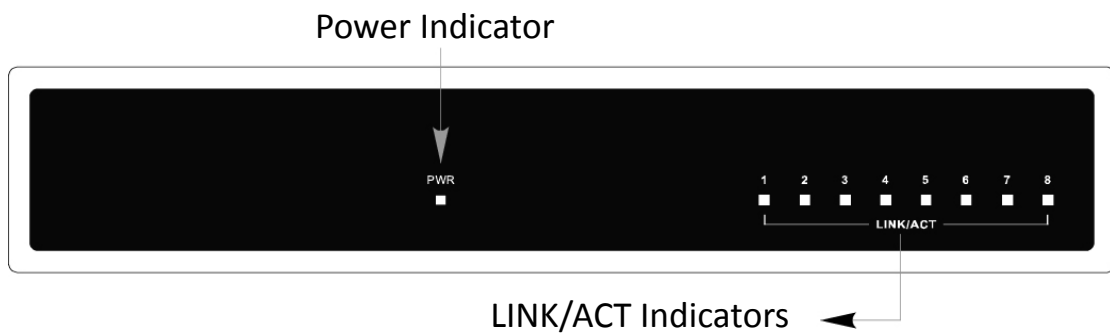 Power Indicator
PWR
1 2 3 4 5 6 7 8
LINK/ACT
LINK/ACT Indicators